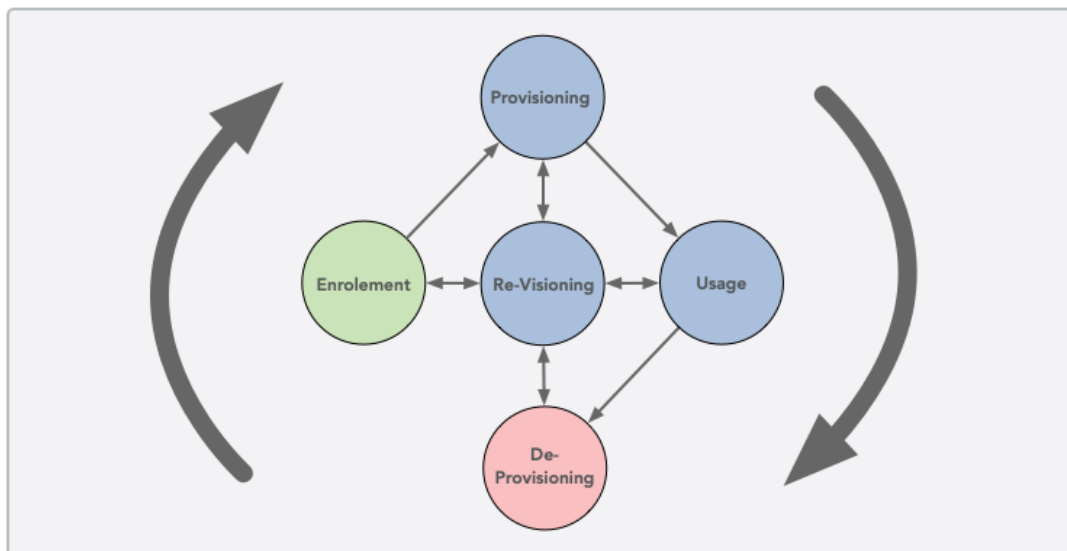 Provisioning
Enrolement
Re-Visioning
Usage
De-
Provisioning